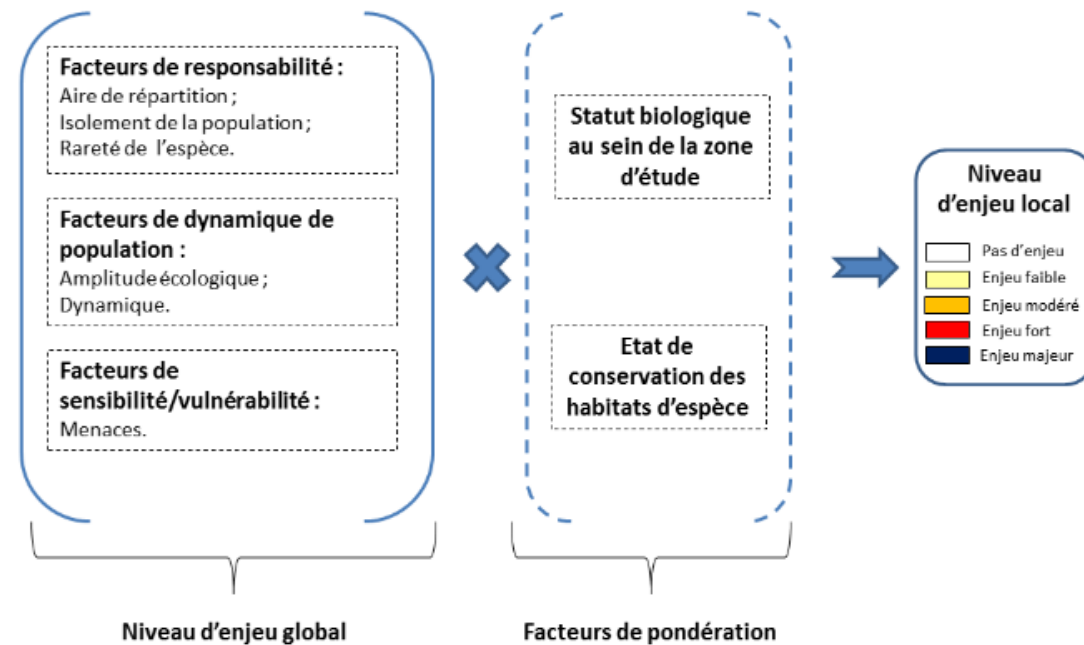 Facteurs de responsabilité :
Aire de répartition ;
Isolement de la population ;
Rareté de l'espèce.
Facteurs de dynamique de
population :
Amplitude écologique ;
Dynamique.
Facteurs de
sensibilité/vulnérabilité :
Menaces.
Niveau d'enjeu global
Statut biologique
au sein de la zone
d'étude
Etat de
conservation des
habitats d'espèce
Facteurs de pondération
Niveau
d'enjeu local
Pas d'enjeu
Enjeu faible
Enjeu modéré
Enjeu fort
Enjeu majeur